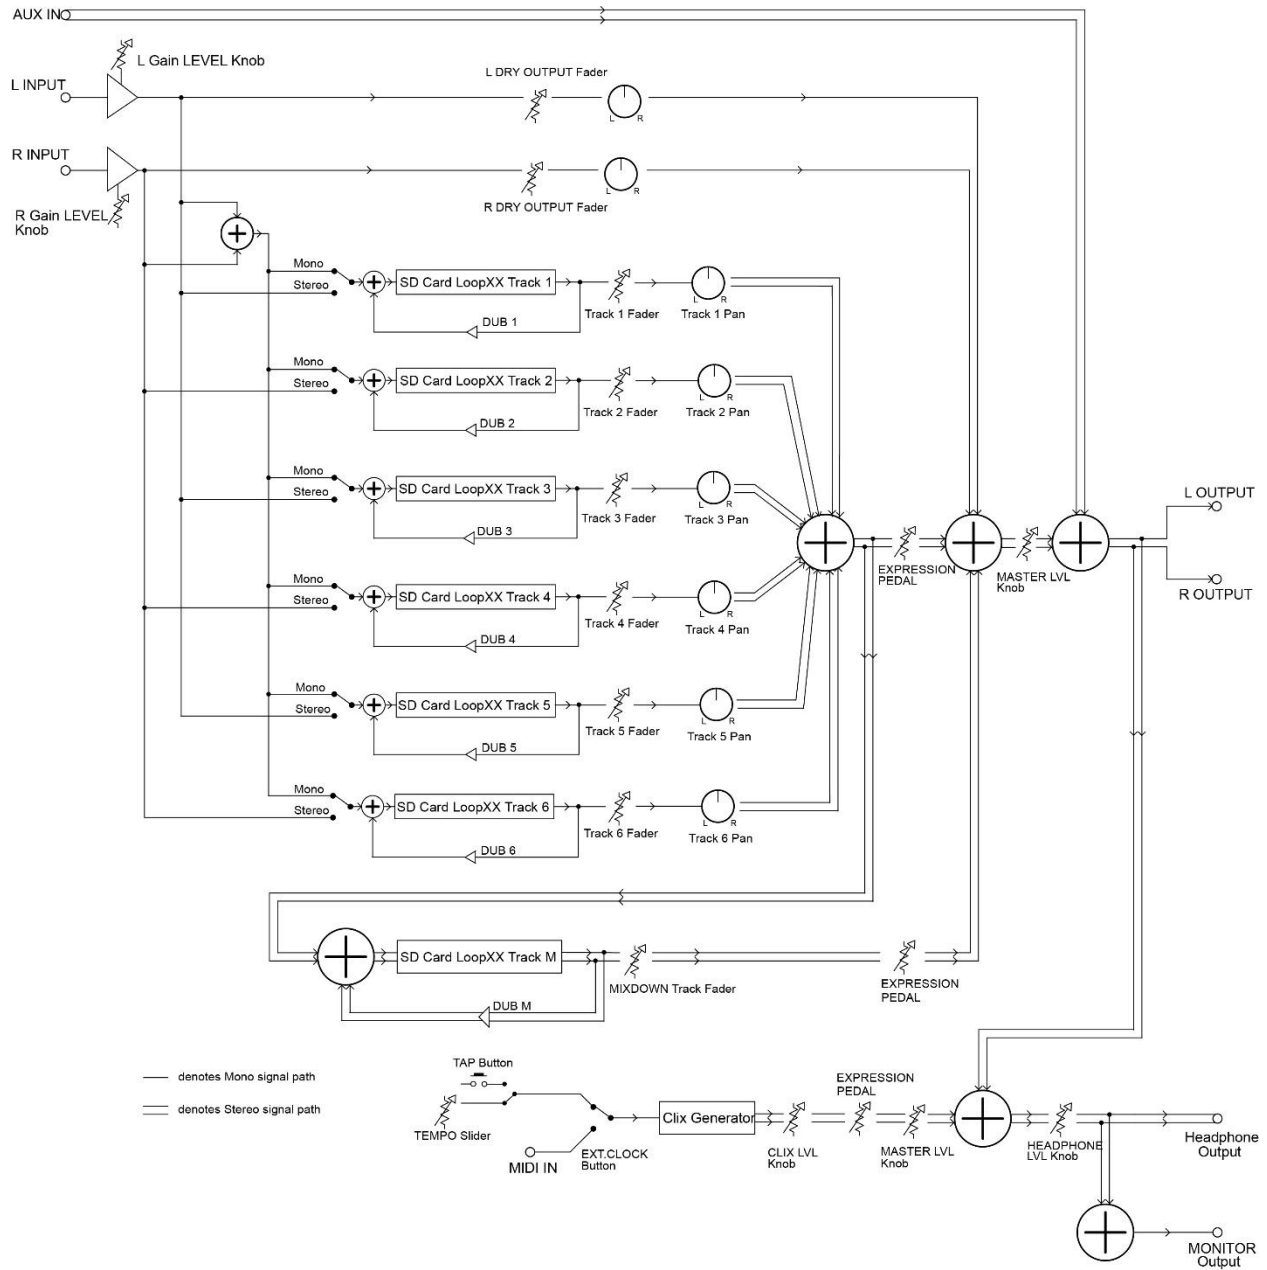 AUX IN
L Gain LEVEL Knob
L INPUT
L DRY OUTPUT Fader
L R
R INPUT
R Gain LEVEL
Knob
L R
R DRY OUTPUT Fader
Mono
Stereo
SD Card LoopXX Track 1
DUB 1
Track 1 Fader
L R
Track 1 Pan
Mono
Stereo
SD Card LoopXX Track 2
DUB 2
Track 2 Fader
L R
Track 2 Pan
Mono
Stereo
SD Card LoopXX Track 3
DUB 3
Track 3 Fader
L R
Track 3 Pan
L OUTPUT
EXPRESSION
PEDAL
MASTER LVL
Knob
R OUTPUT
Mono
Stereo
SD Card LoopXX Track 4
DUB 4
Track 4 Fader
L R
Track 4 Pan
Mono
Stereo
SD Card LoopXX Track 5
DUB 5
Track 5 Fader
L R
Track 5 Pan
Mono
Stereo
SD Card LoopXX Track 6
DUB 6
Track 6 Fader
L R
Track 6 Pan
SD Card LoopXX Track M
DUB M
MIXDOWN Track Fader
EXPRESSION
PEDAL
denotes Mono signal path
denotes Stereo signal path
TAP Button
TEMPO Slider
MIDI IN
EXT.CLOCK
Button
Clix Generator
CLIX LVL
Knob
EXPRESSION
PEDAL
MASTER LVL
Knob
HEADPHONE
LVL Knob
Headphone
Output
MONITOR
Output